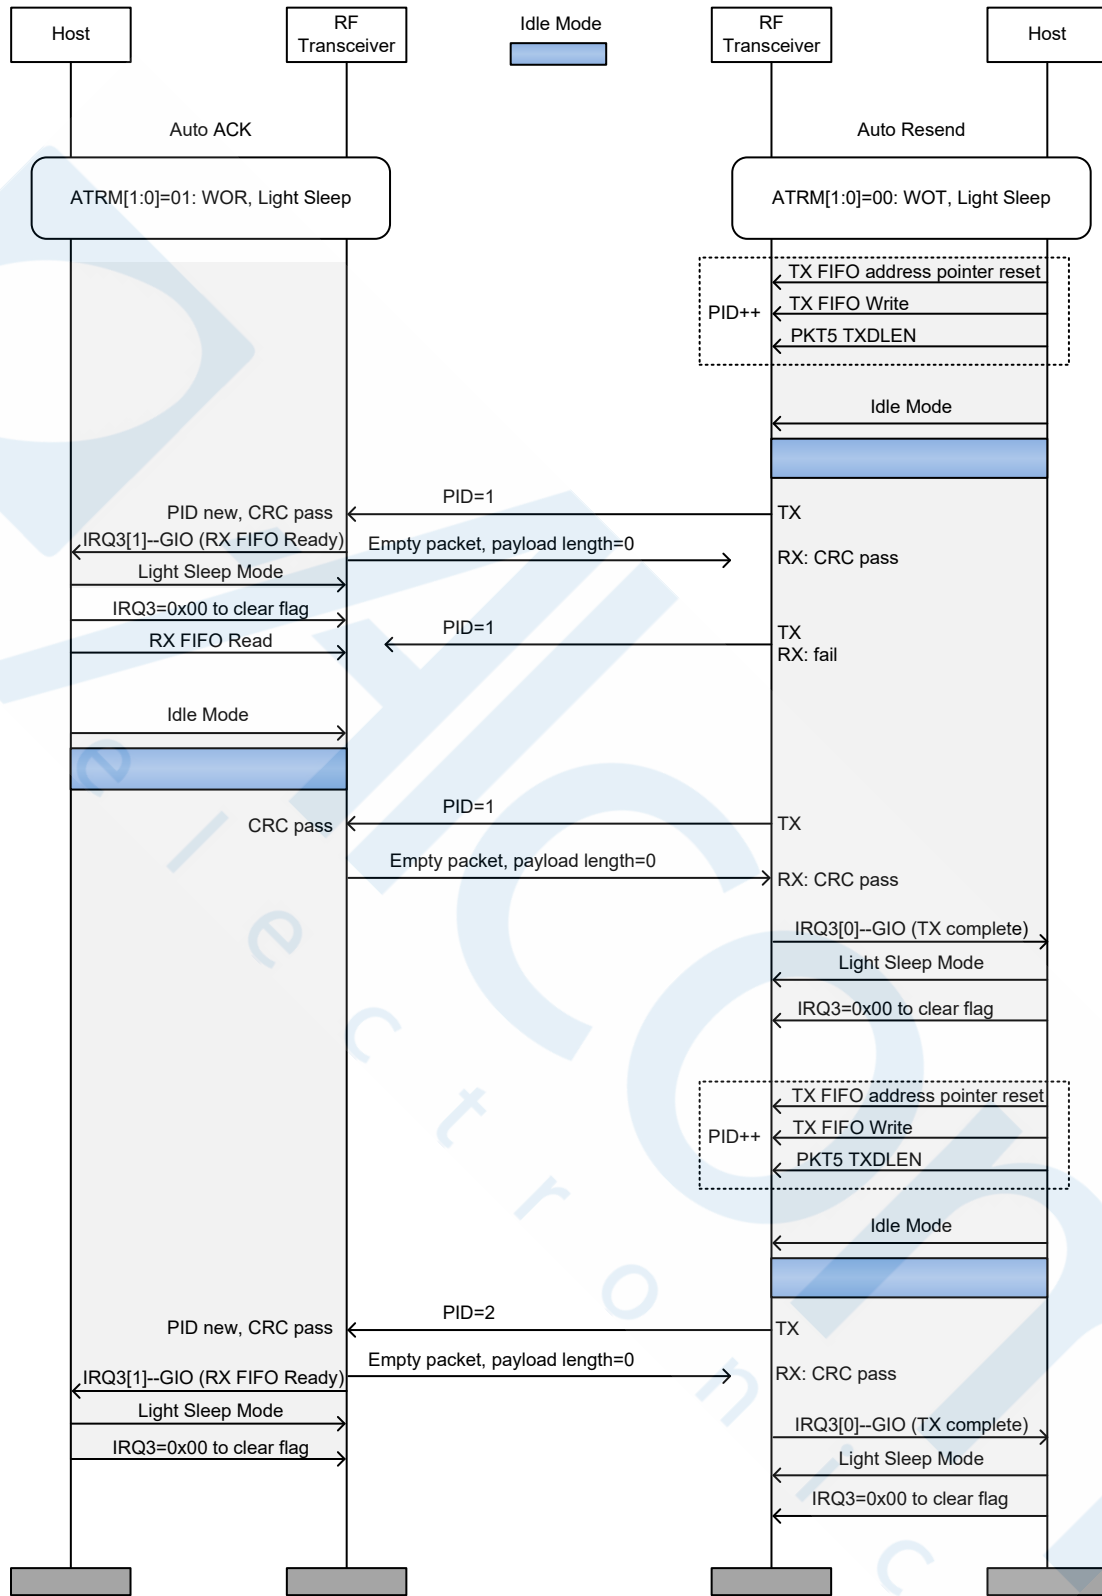 Host
RF
Transceiver
Idle Mode
RF
Transceiver
Host
Auto ACK
Auto Resend
ATRM[1:0]=01: WOR, Light Sleep
ATRM[1:0]=00: WOT, Light Sleep
TX FIFO address pointer reset
PID++
TX FIFO Write
PKT5 TXDLEN
Idle Mode
PID=1
PID new, CRC pass
TX
IRQ3[1]--GIO (RX FIFO Ready)
Empty packet, payload length=0
RX: CRC pass
Light Sleep Mode
IRQ3=0x00 to clear flag
PID=1
TX
RX FIFO Read
RX: fail
Idle Mode
PID=1
CRC pass
TX
Empty packet, payload length=0
RX: CRC pass
IRQ3[0]--GIO (TX complete)
Light Sleep Mode
IRQ3=0x00 to clear flag
TX FIFO address pointer reset
PID++
TX FIFO Write
PKT5 TXDLEN
Idle Mode
PID=2
PID new, CRC pass
TX
Empty packet, payload length=0
IRQ3[1]--GIO (RX FIFO Ready)
RX: CRC pass
Light Sleep Mode
IRQ3[0]--GIO (TX complete)
IRQ3=0x00 to clear flag
Light Sleep Mode
IRQ3=0x00 to clear flag
electronic